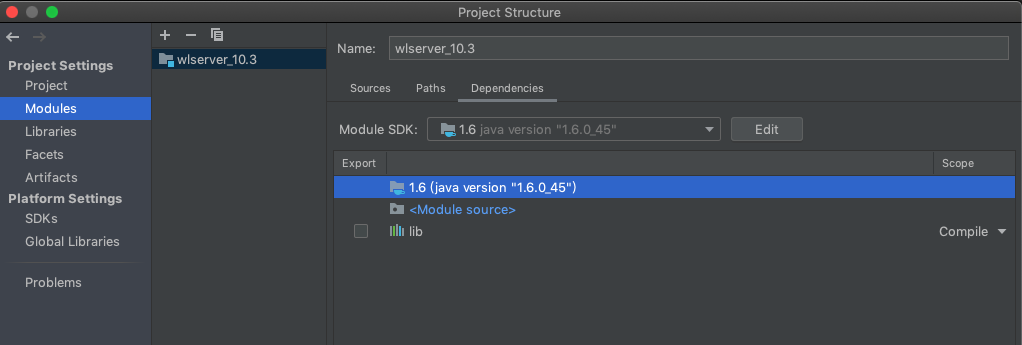 Project Structure
Project Settings
Project
Modules
Libraries
Facets
Artifacts
Platform Settings
SDKs
Global Libraries
Problems
wlserver_10.3
Name: wlserver_10.3
Sources Paths Dependencies
Module SDK: 1.6 java version "1.6.0_45" Edit
Export Scope
1.6 (java version "1.6.0_45")
<Module source>
lib Compile